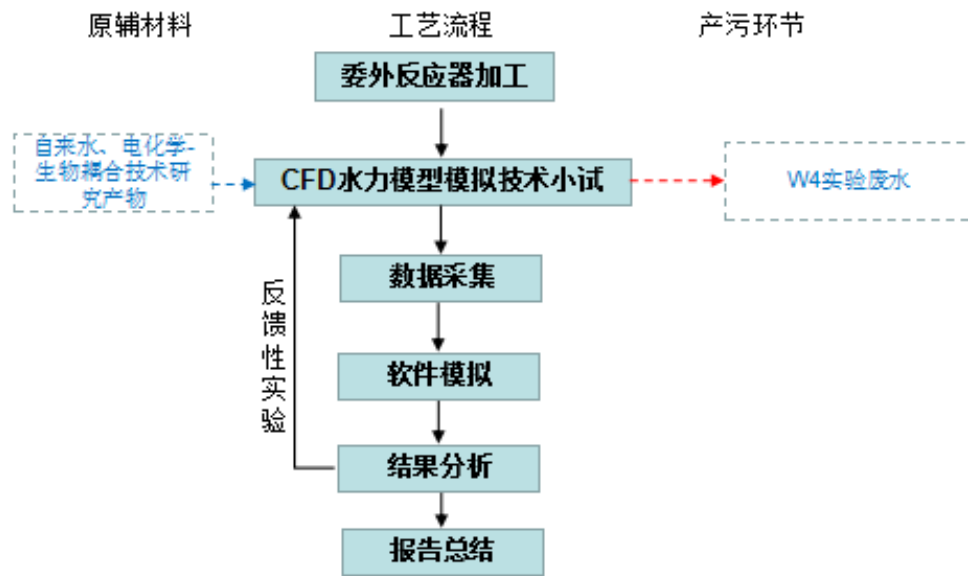 原辅材料
工艺流程
产污环节
委外反应器加工
自来水、电化学-
生物耦合技术研
究产物
CFD水力模型模拟技术小试
W4实验废水
数据采集
反馈性实验
软件模拟
结果分析
报告总结